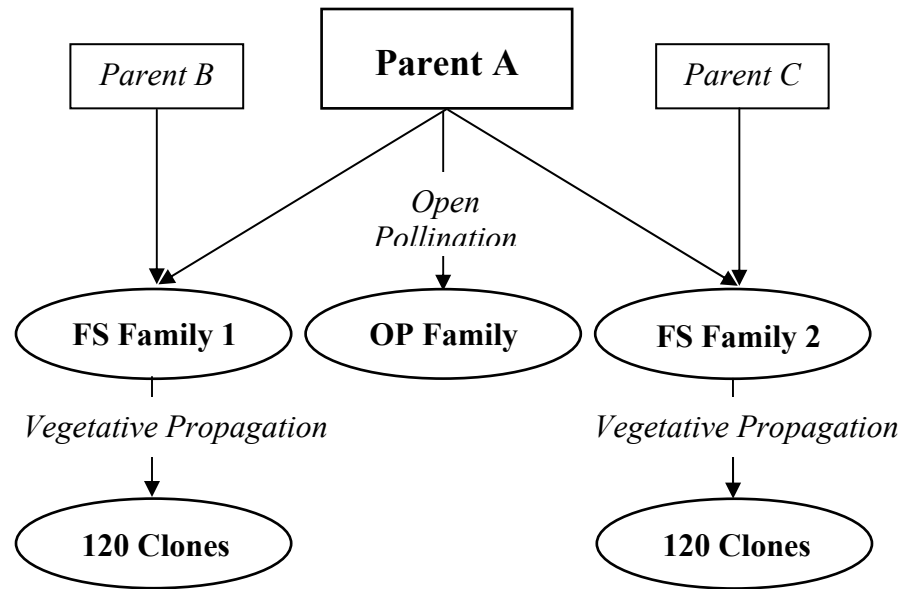 Parent B
Parent A
Parent C
Open
Pollination
FS Family 1
OP Family
FS Family 2
Vegetative Propagation
Vegetative Propagation
120 Clones
120 Clones